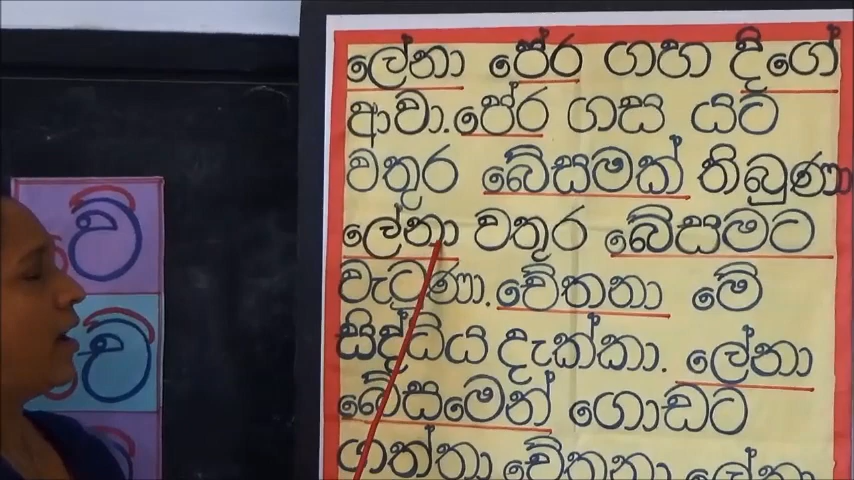 ලේනා පේර ගහ දිගේ
ආවා. පේර ගස යට
වතුර බේසමක් තිබුණා
ලේනා වතුර බේසමට
වැටුණා. චේතනා මේ
සිද්ධිය දැක්කා. ලේනා
බේසමෙන් ගොඩට
ගත්තා චේතනා ලේනා
ච
ච